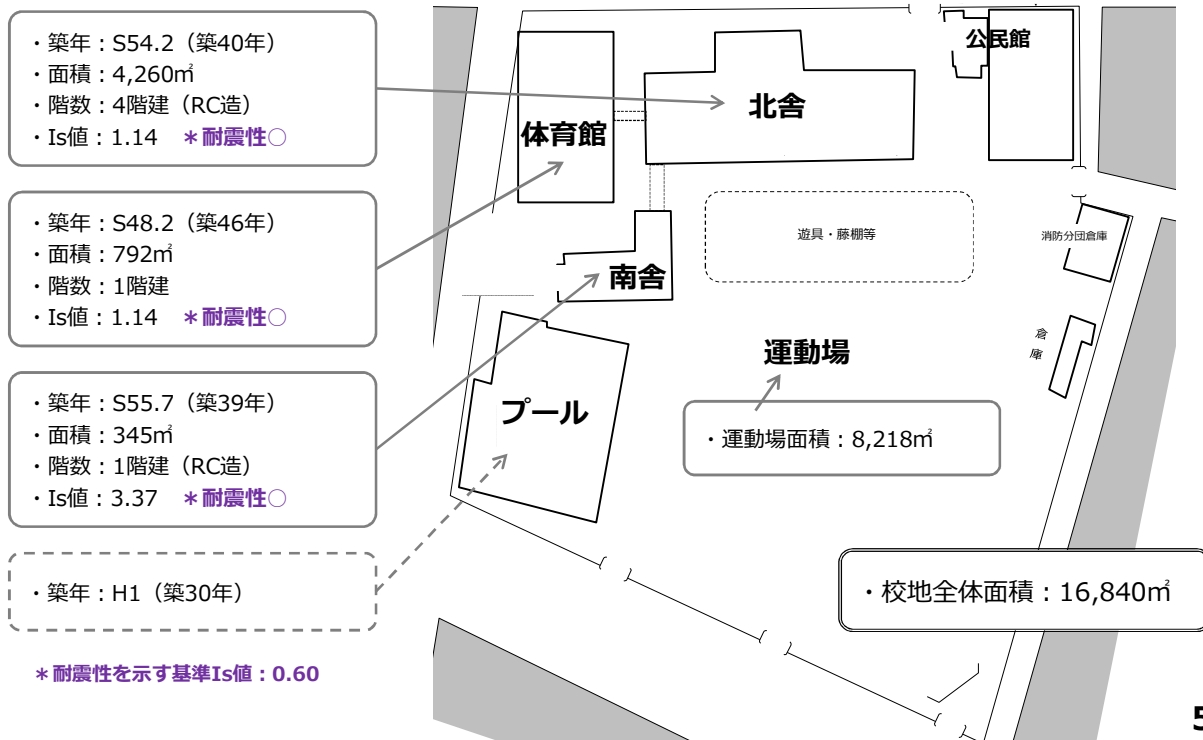 ・築年：S54.2（築40年）
・面積：4,260㎡
・階数：4階建（RC造）
・Is値：1.14　＊耐震性○
・築年：S48.2（築46年）
・面積：792㎡
・階数：1階建
・Is値：1.14　＊耐震性○
・築年：S55.7（築39年）
・面積：345㎡
・階数：1階建（RC造）
・Is値：3.37　＊耐震性○
・築年：H1（築30年）
＊耐震性を示す基準Is値：0.60
公民館
北舎
体育館
遊具・藤棚等
消防分団倉庫
南舎
倉庫
運動場
プール
・運動場面積：8,218㎡
・校地全体面積：16,840㎡
5